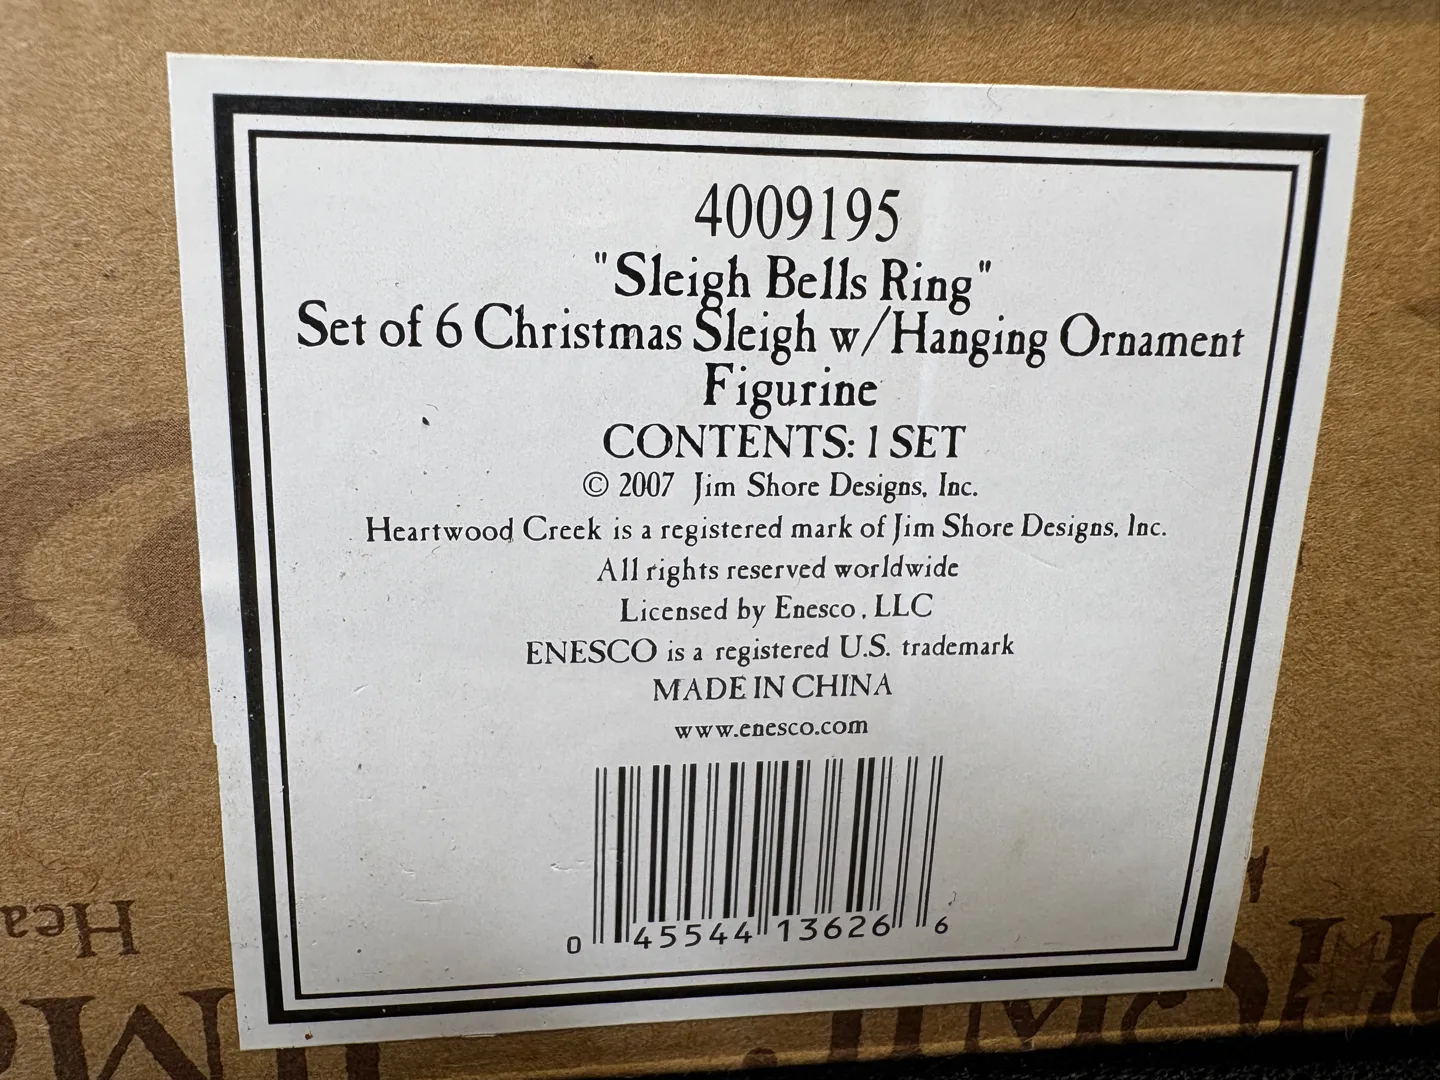 4009195
"Sleigh Bells Ring"
Set of 6 Christmas Sleigh w/Hanging Ornament
Figurine
CONTENTS: 1 SET
© 2007 Jim Shore Designs, Inc.
Heartwood Creek is a registered mark of Jim Shore Designs, Inc.
All rights reserved worldwide
Licensed by Enesco, LLC
ENESCO is a registered U.S. trademark
MADE IN CHINA
www.enesco.com
0 45544 13626 6
Hea